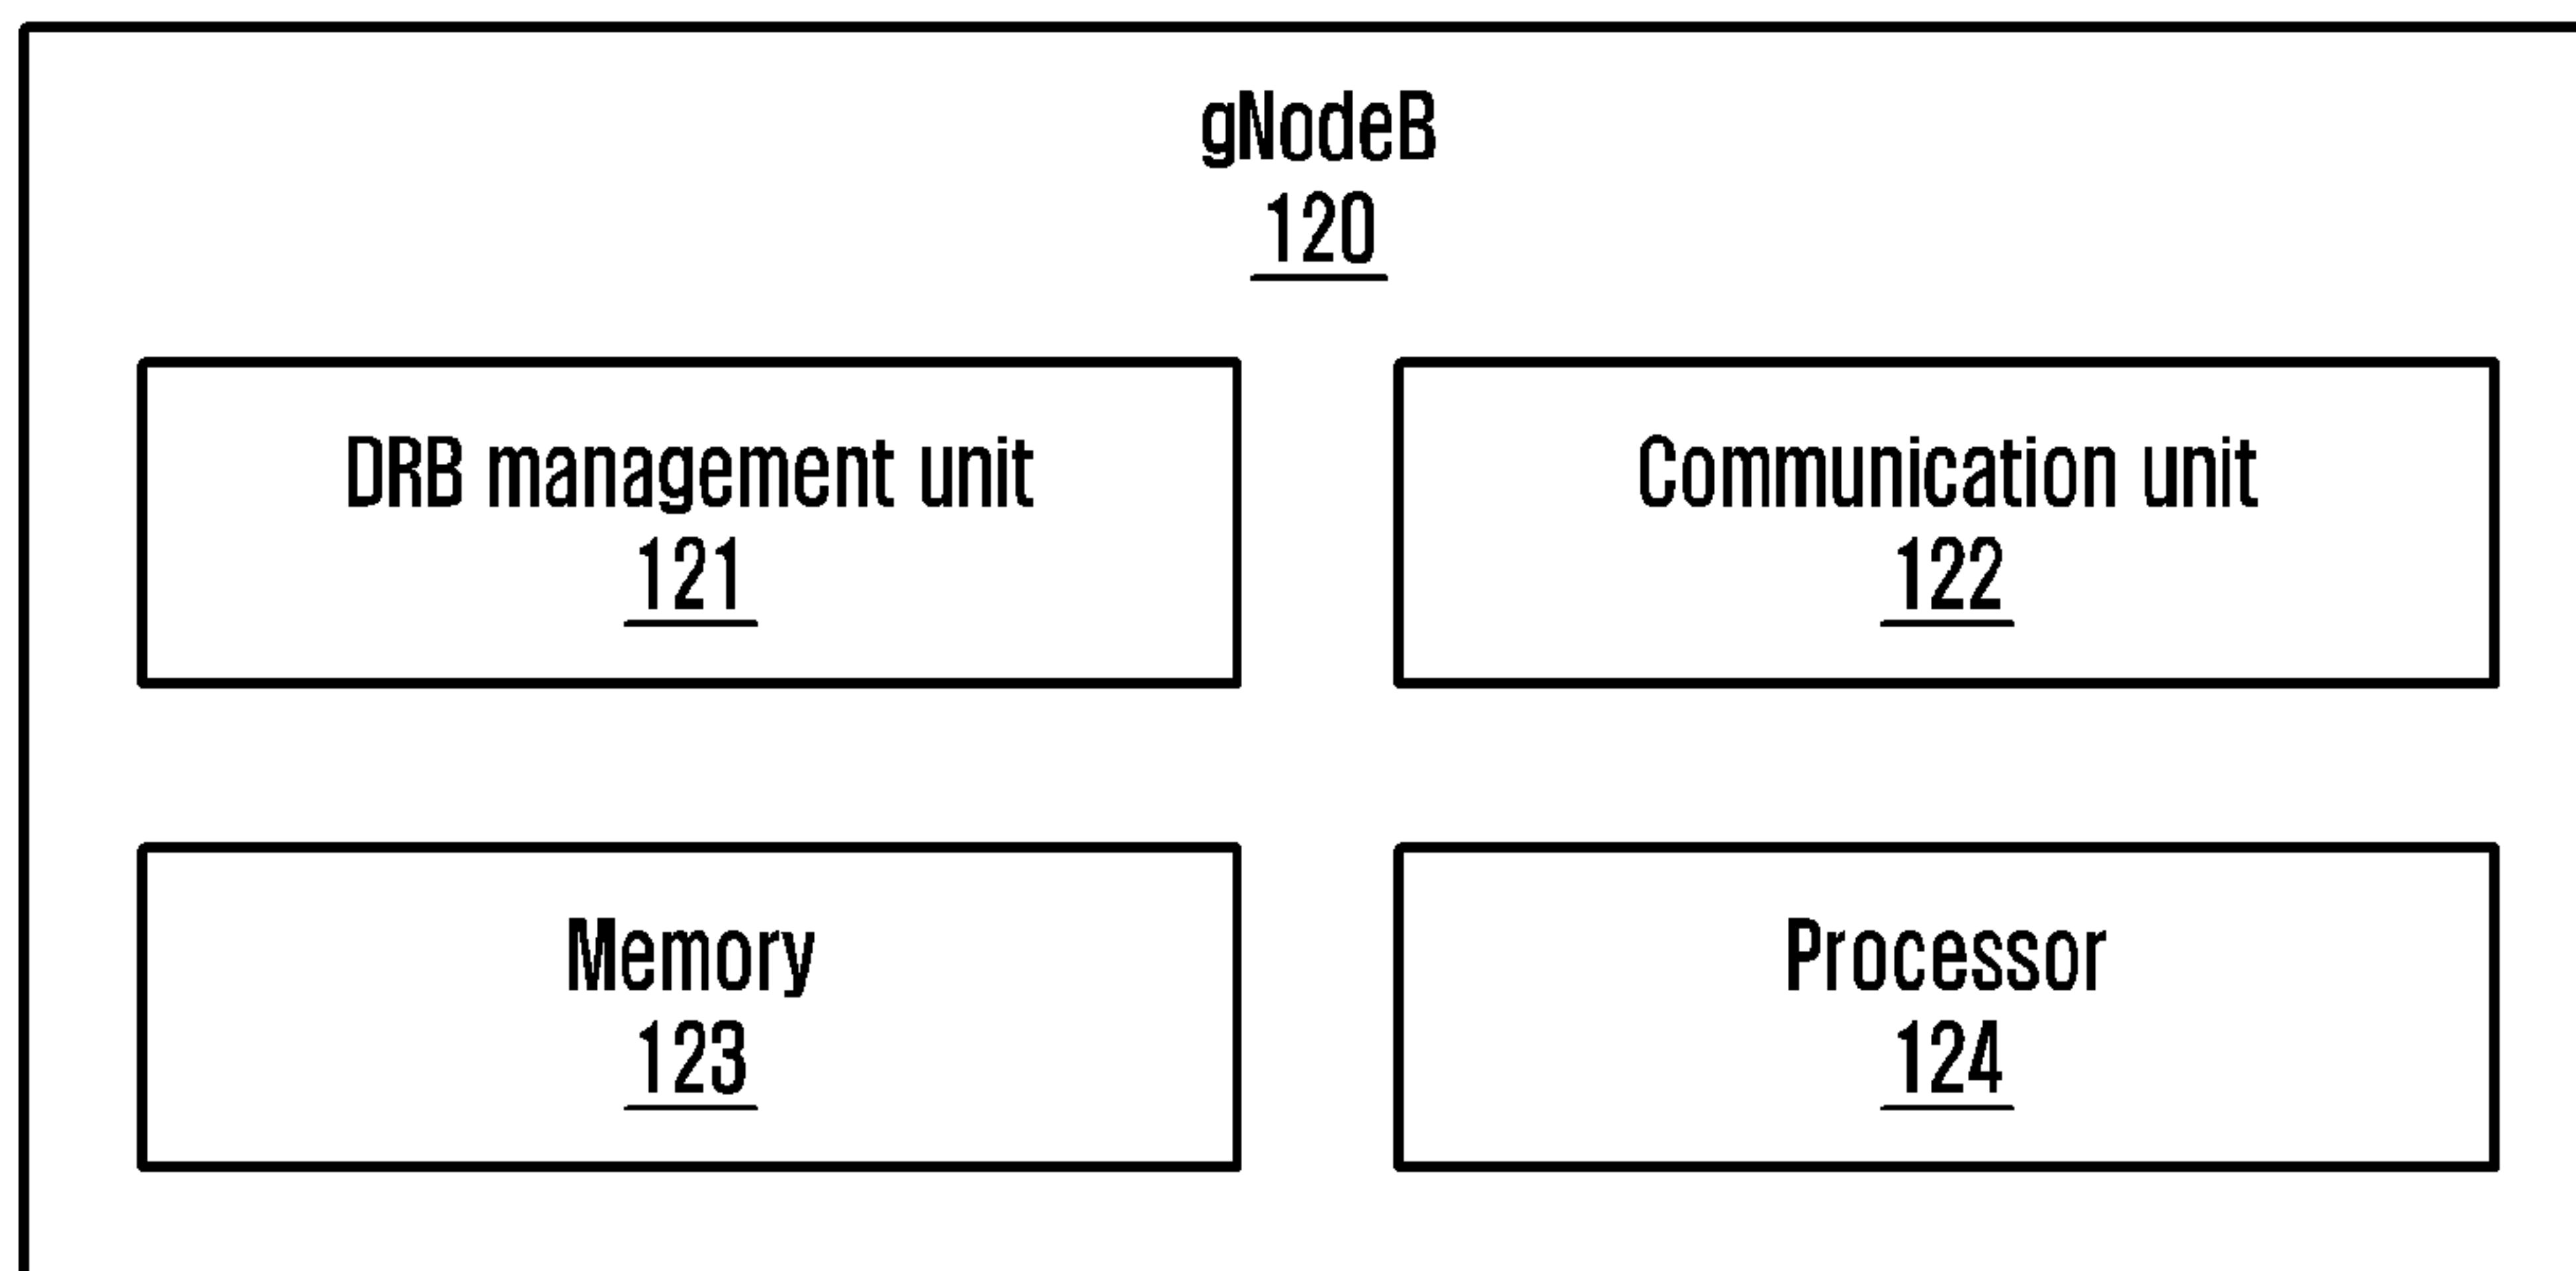 gNodeB
120
DRB management unit
121
Communication unit
122
Memory
123
Processor
124